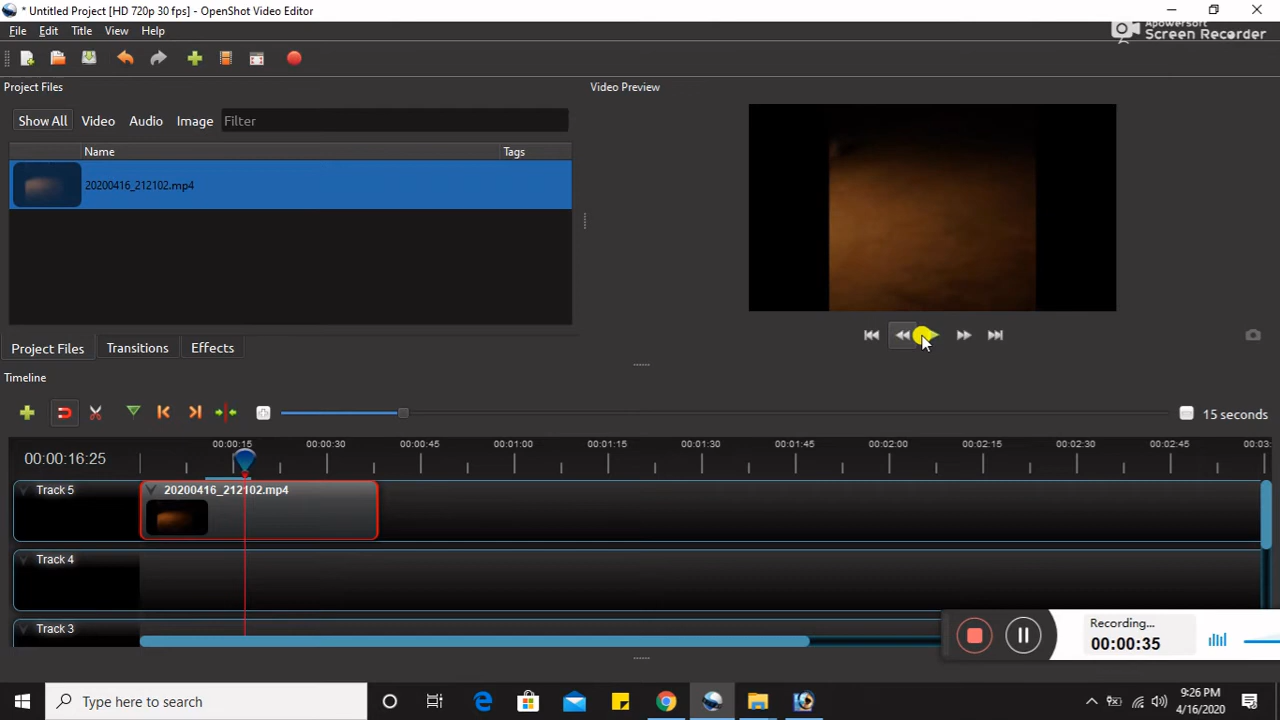 * Untitled Project [HD 720p 30 fps] - OpenShot Video Editor
File Edit Title View Help
Apowersoft
Screen Recorder
Project Files
Video Preview
Show All Video Audio Image Filter
Name Tags
20200416_212102.mp4
Project Files Transitions Effects
Timeline
15 seconds
00:00:16:25
00:00:15 00:00:30 00:00:45 00:01:00 00:01:15 00:01:30 00:01:45 00:02:00 00:02:15 00:02:30 00:02:45 00:03:
Track 5
20200416_212102.mp4
Track 4
Track 3
Recording...
00:00:35
Type here to search
9:26 PM
4/16/2020